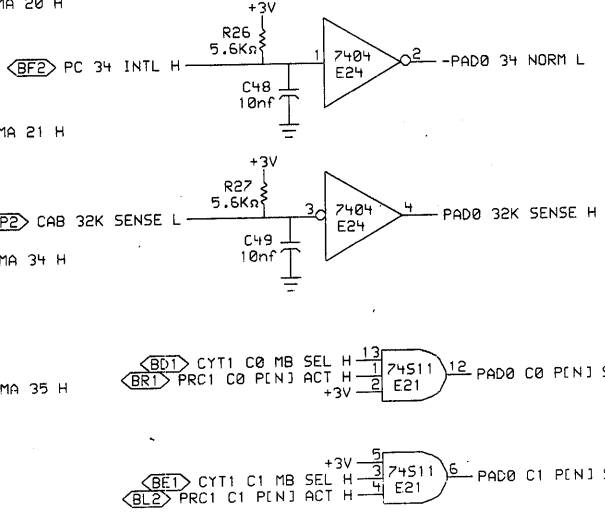 MA 20 H
+3V
R26
5.6KΩ
BF2 PC 34 INTL H
1 7404 2 -PAD0 34 NORM L
E24
C48
10nf
MA 21 H
+3V
R27
5.6KΩ
P2 CAB 32K SENSE L
3 7404 4 PAD0 32K SENSE H
E24
C49
10nf
MA 34 H
BD1 CYT1 C0 MB SEL H 13
BR1 PRC1 C0 P[N] ACT H 1
+3V 2
74S11 12 PAD0 C0 P[N] S
E21
MA 35 H
+3V 5
BE1 CYT1 C1 MB SEL H 3
BL2 PRC1 C1 P[N] ACT H 4
74S11 6 PAD0 C1 P[N] S
E21